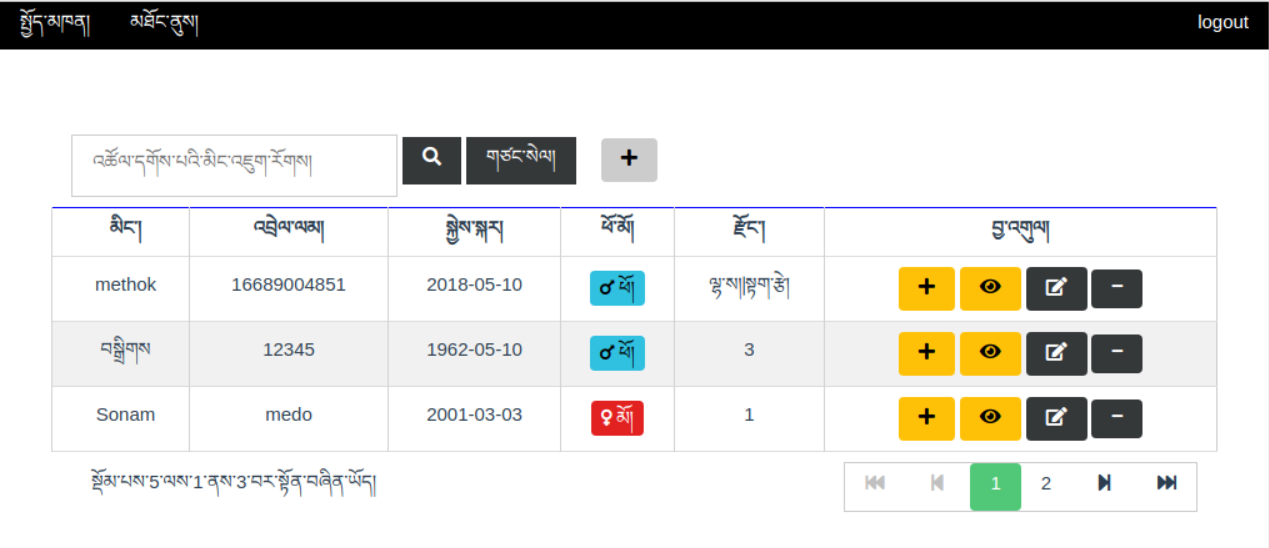 སྤྱོད་མཁན། མཐོང་ནུས། logout
འཚོལ་དགོས་པའི་མིང་འཇུག་རོགས། གཙང་སེལ།
མིང་། འབྲེལ་ལམ། སྐྱེས་སྐར། ཕོ་མོ། རྫོང་། བྱ་འགུལ།
methok 16689004851 2018-05-10 ཕོ། ལྷ་ས།།སྟག་རྩེ།
བསྒྲིགས 12345 1962-05-10 ཕོ། 3
Sonam medo 2001-03-03 མོ། 1
སྡོམ་པས་5་ལས་1་ནས་3་བར་སྟོན་བཞིན་ཡོད། 1 2